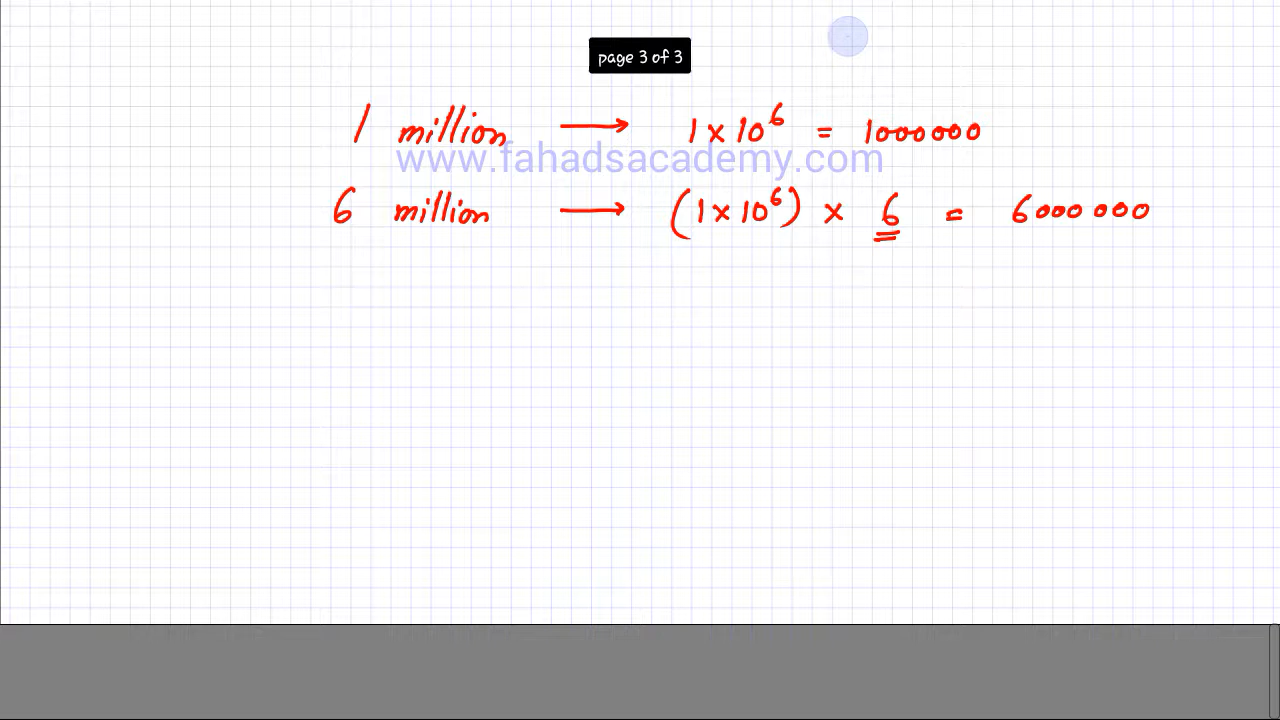 page 3 of 3
1 million ⟶ 1 × 10⁶ = 1000000
www.fahadsacademy.com
6 million ⟶ (1 × 10⁶) × 6 = 6000000